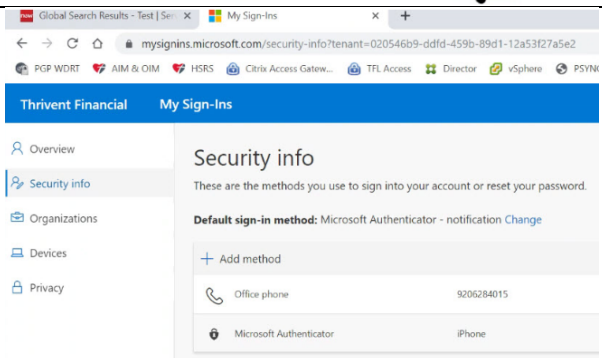 Global Search Results - Test | Ser
My Sign-Ins
mysignins.microsoft.com/security-info?tenant=020546b9-ddfd-459b-89d1-12a53f27a5e2
PGP WDRT AIM & OIM HSRS Citrix Access Gatew... TFL Access Director vSphere PSYNC
Thrivent Financial My Sign-Ins
Overview
Security info
Organizations
Devices
Privacy
Security info
These are the methods you use to sign into your account or reset your password.
Default sign-in method: Microsoft Authenticator - notification Change
Add method
Office phone 9206284015
Microsoft Authenticator iPhone